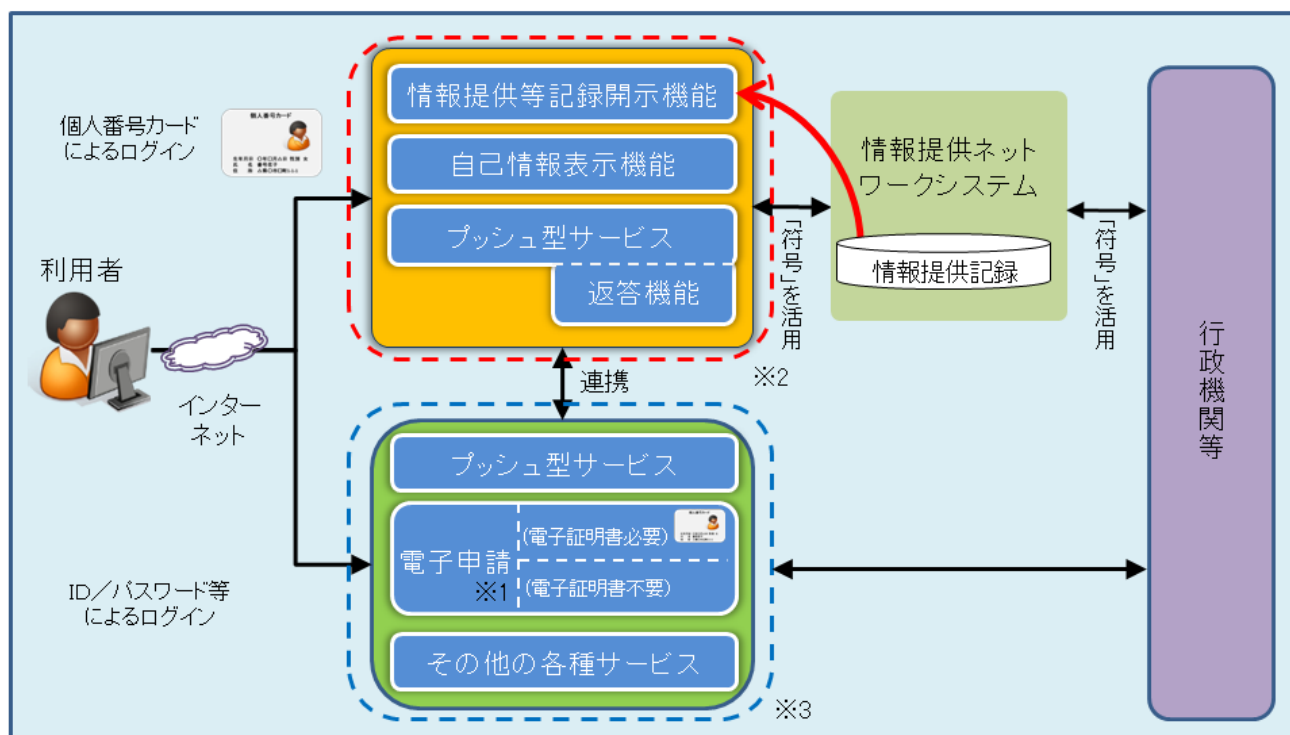 個人番号カード
によるログイン
個人番号カード
情報提供等記録開示機能
自己情報表示機能
プッシュ型サービス
返答機能
情報提供ネット
ワークシステム
情報提供記録
「符号」を活用
「符号」を活用
行政機関等
利用者
インター
ネット
連携
※2
プッシュ型サービス
電子申請
※1
(電子証明書必要)
(電子証明書不要)
その他の各種サービス
※3
ID/パスワード等
によるログイン